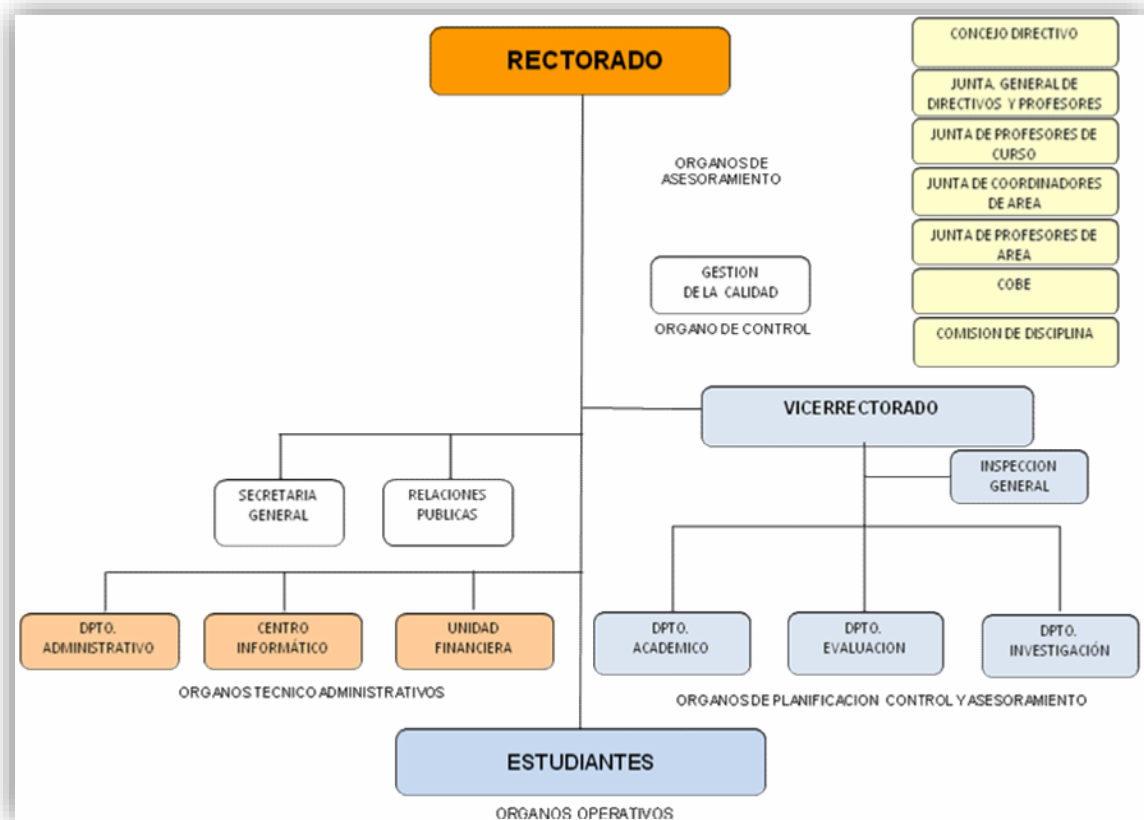 RECTORADO
CONCEJO DIRECTIVO
JUNTA. GENERAL DE
DIRECTIVOS Y PROFESORES
JUNTA DE PROFESORES DE
CURSO
JUNTA DE COORDINADORES
DE AREA
JUNTA DE PROFESORES DE
AREA
COBE
COMISION DE DISCIPLINA
ORGANOS DE
ASESORAMIENTO
GESTION
DE LA CALIDAD
ORGANO DE CONTROL
VICERRECTORADO
INSPECCION
GENERAL
SECRETARIA
GENERAL
RELACIONES
PUBLICAS
DPTO.
ADMINISTRATIVO
CENTRO
INFORMÁTICO
UNIDAD
FINANCIERA
ORGANOS TECNICO ADMINISTRATIVOS
DPTO.
ACADEMICO
DPTO.
EVALUACION
DPTO.
INVESTIGACIÓN
ORGANOS DE PLANIFICACION CONTROL Y ASESORAMIENTO
ESTUDIANTES
ORGANOS OPERATIVOS